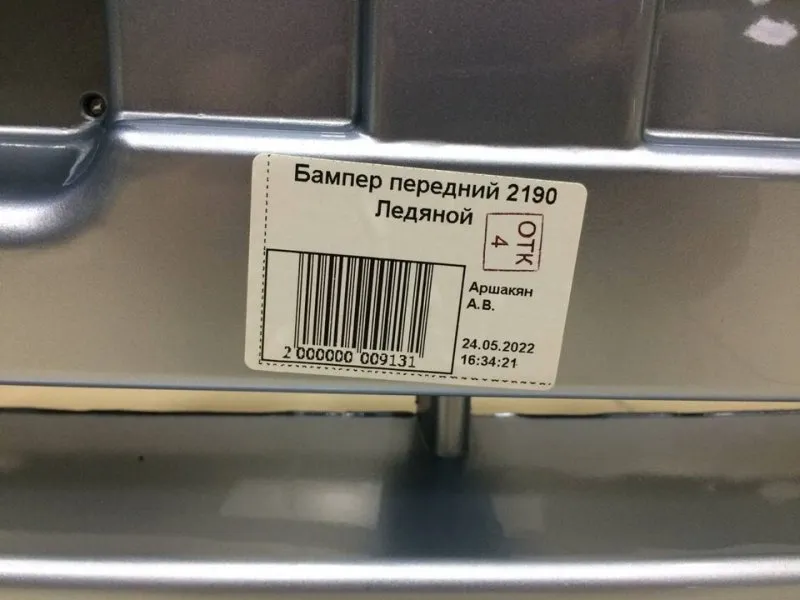 Бампер передний 2190
Ледяной
ОТК
4
Аршакян
А.В.
24.05.2022
16:34:21
2 000000 009131